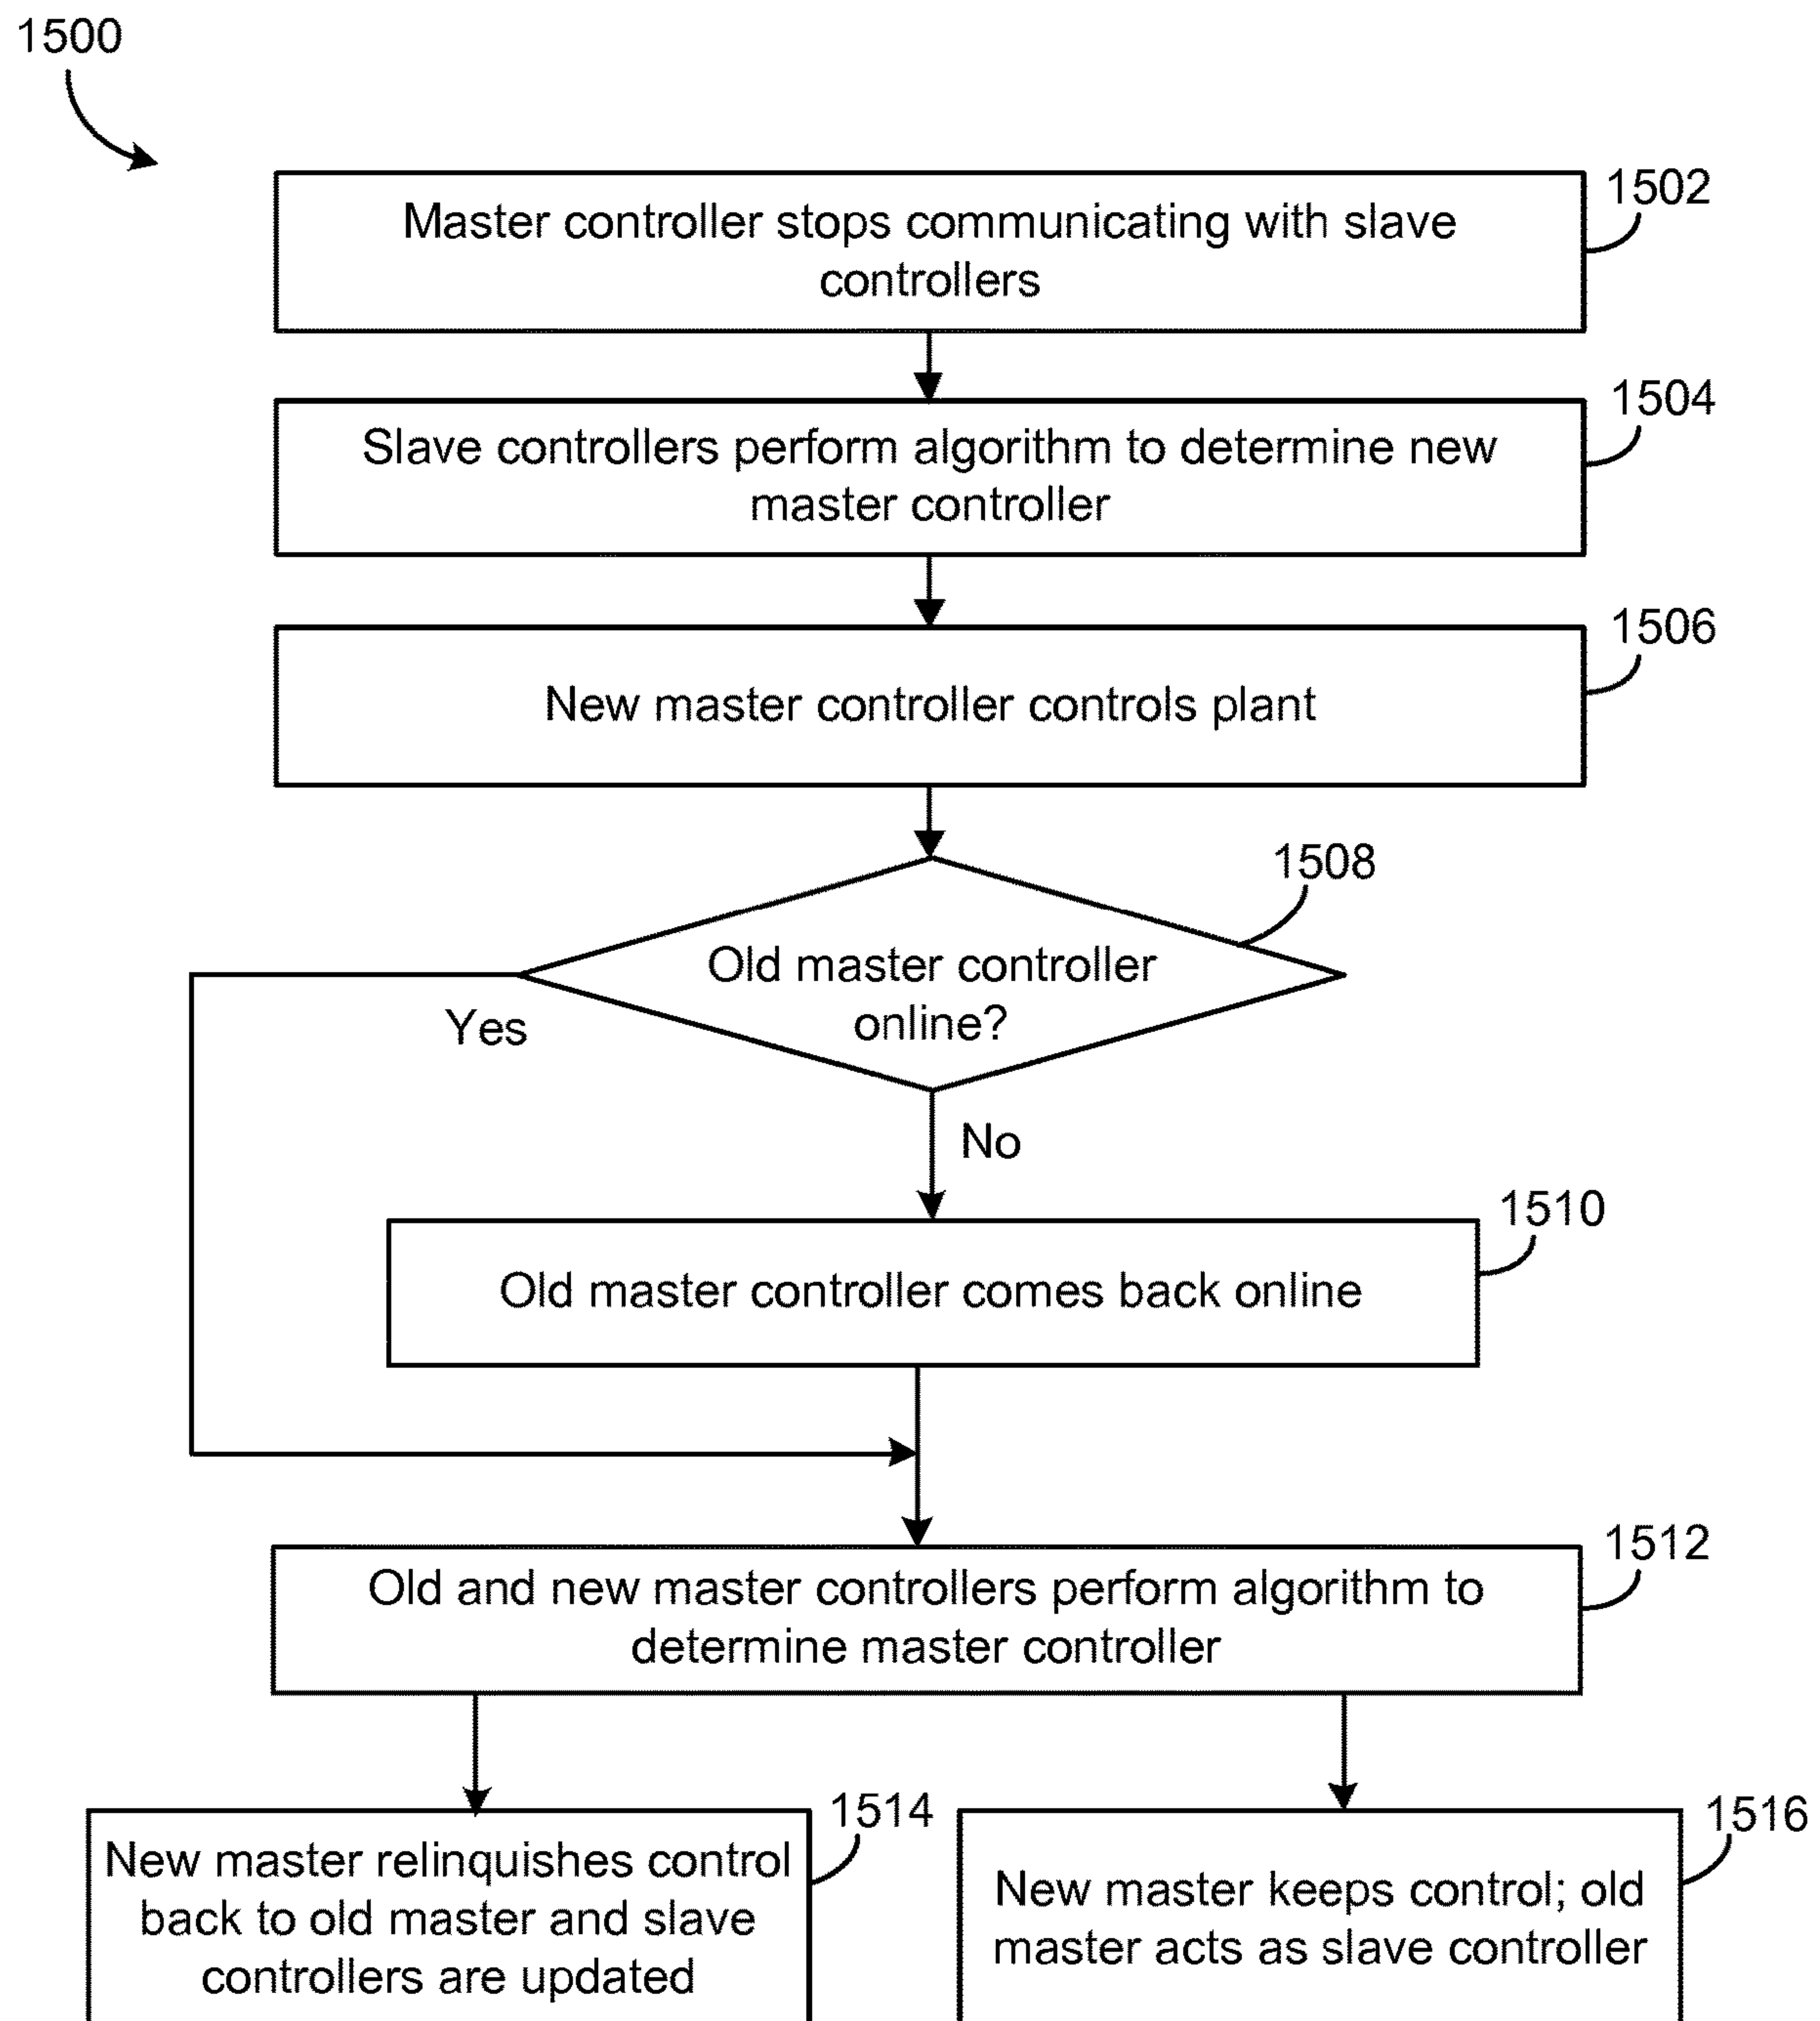 1500
1502
Master controller stops communicating with slave
controllers
1504
Slave controllers perform algorithm to determine new
master controller
1506
New master controller controls plant
1508
Old master controller
online?
Yes
No
1510
Old master controller comes back online
1512
Old and new master controllers perform algorithm to
determine master controller
1514
New master relinquishes control
back to old master and slave
controllers are updated
1516
New master keeps control; old
master acts as slave controller